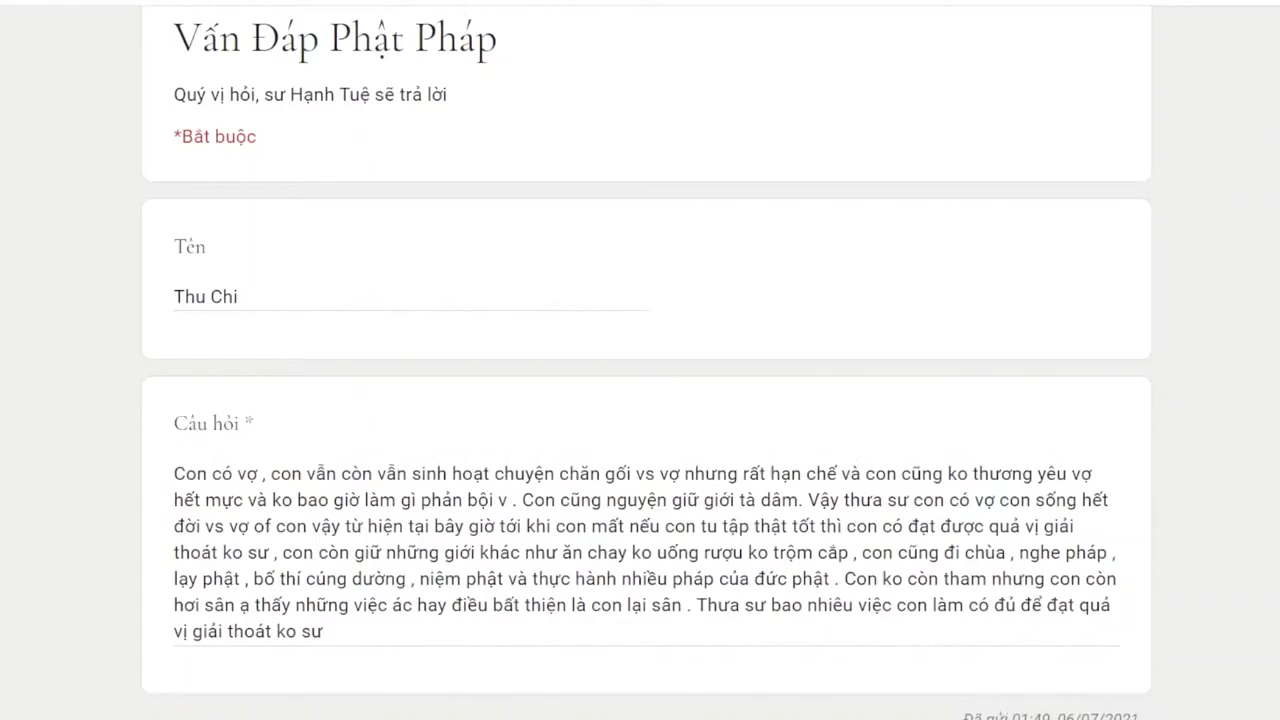 Vấn Đáp Phật Pháp
Quý vị hỏi, sư Hạnh Tuệ sẽ trả lời
*Bắt buộc
Tên
Thu Chi
Câu hỏi *
Con có vợ , con vẫn còn vẫn sinh hoạt chuyện chăn gối vs vợ nhưng rất hạn chế và con cũng ko thương yêu vợ
hết mực và ko bao giờ làm gì phản bội v . Con cũng nguyện giữ giới tà dâm. Vậy thưa sư con có vợ con sống hết
đời vs vợ of con vậy từ hiện tại bây giờ tới khi con mất nếu con tu tập thật tốt thì con có đạt được quả vị giải
thoát ko sư , con còn giữ những giới khác như ăn chay ko uống rượu ko trộm cắp , con cũng đi chùa , nghe pháp ,
lạy phật , bố thí cúng dường , niệm phật và thực hành nhiều pháp của đức phật . Con ko còn tham nhưng con còn
hơi sân ạ thấy những việc ác hay điều bất thiện là con lại sân . Thưa sư bao nhiêu việc con làm có đủ để đạt quả
vị giải thoát ko sư
Đã gửi 01:49, 06/07/2021